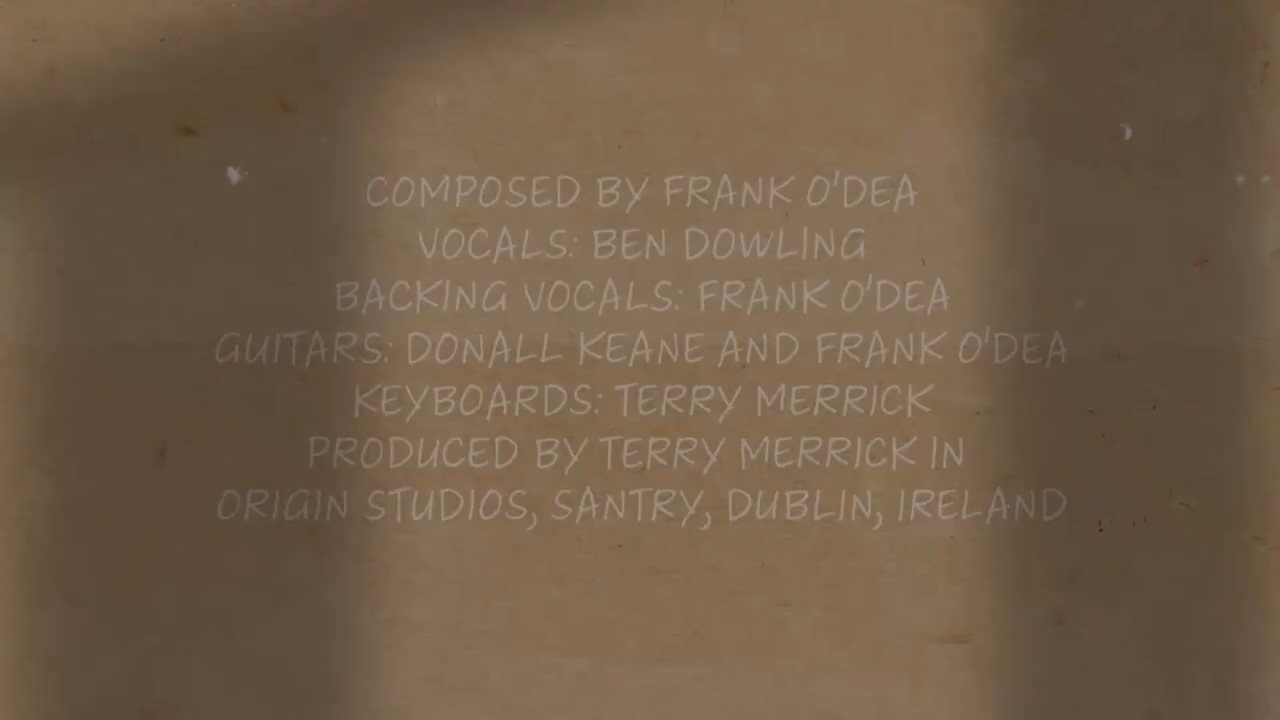 COMPOSED BY FRANK O'DEA
VOCALS: BEN DOWLING
BACKING VOCALS: FRANK O'DEA
GUITARS: DONALL KEANE AND FRANK O'DEA
KEYBOARDS: TERRY MERRICK
PRODUCED BY TERRY MERRICK IN
ORIGIN STUDIOS, SANTRY, DUBLIN, IRELAND